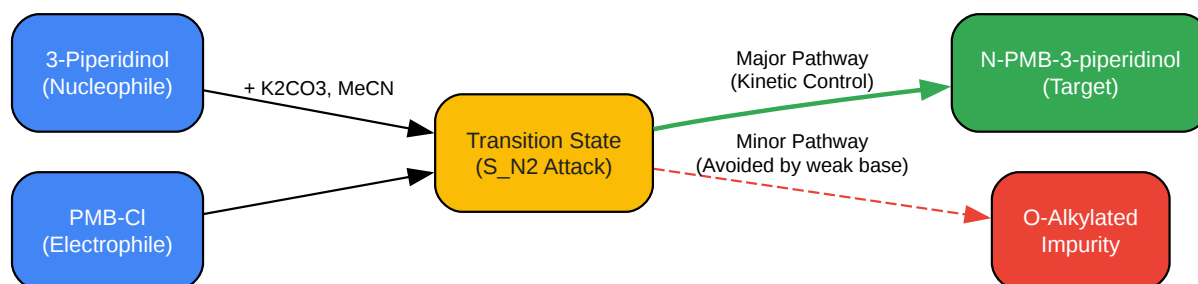 3-Piperidinol
(Nucleophile)
+ K2CO3, MeCN
PMB-Cl
(Electrophile)
Transition State
(S_N2 Attack)
Major Pathway
(Kinetic Control)
Minor Pathway
(Avoided by weak base)
N-PMB-3-piperidinol
(Target)
O-Alkylated
Impurity